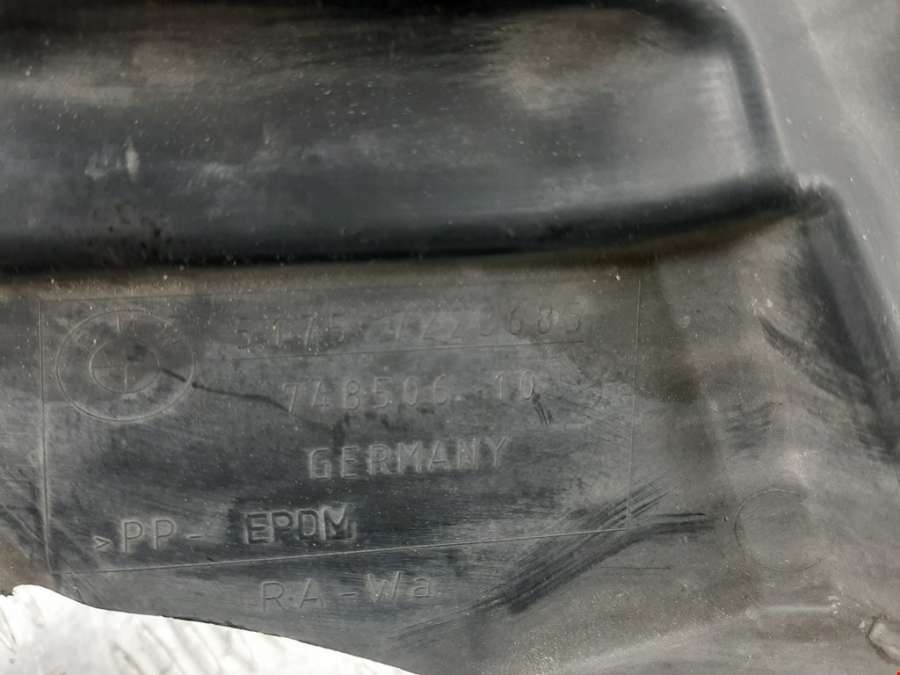 748506 10
GERMANY
>PP- EPDM
RA-Wa